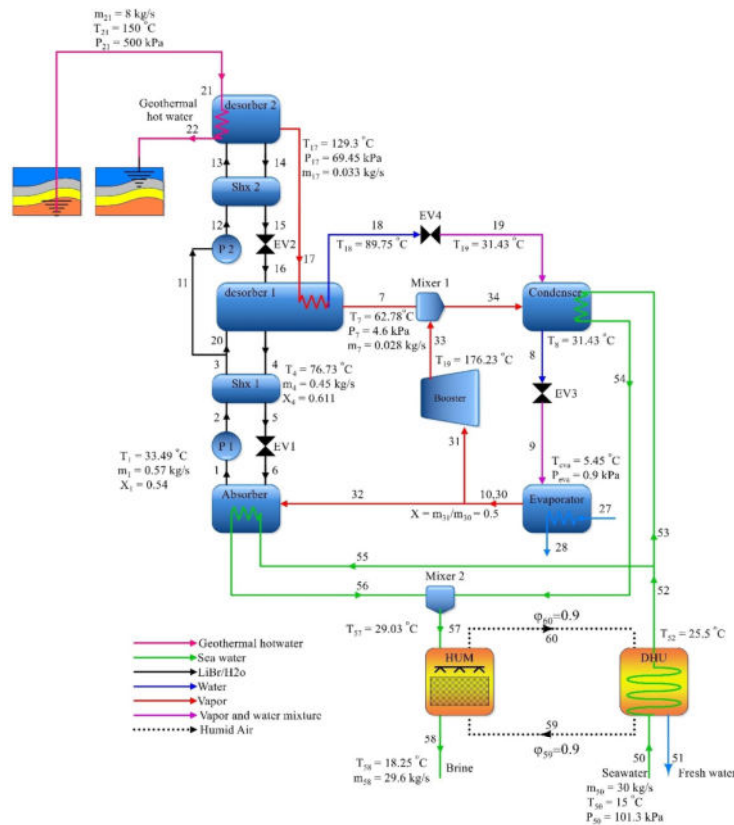 m₂₁ = 8 kg/s
T₂₁ = 150 °C
P₂₁ = 500 kPa
21
desorber 2
Geothermal
hot water
22
T₁₇ = 129.3 °C
P₁₇ = 69.45 kPa
m₁₇ = 0.033 kg/s
13
14
Shx 2
12
15
P 2
EV2
16
17
11
18
EV4
19
T₁₈ = 89.75 °C
T₁₉ = 31.43 °C
desorber 1
7
Mixer 1
34
Condenser
T₇ = 62.78°C
P₇ = 4.6 kPa
m₇ = 0.028 kg/s
33
T₁₉ = 176.23 °C
T₈ = 31.43 °C
8
54
20
3
4
T₄ = 76.73 °C
m₄ = 0.45 kg/s
X₄ = 0.611
Shx 1
Booster
EV3
2
5
P 1
EV1
31
9
T₁ = 33.49 °C
m₁ = 0.57 kg/s
X₁ = 0.54
1
6
T_eva = 5.45 °C
P_eva = 0.9 kPa
Absorber
32
10,30
Evaporator
27
X = m₃₁/m₃₀ = 0.5
28
53
55
52
56
Mixer 2
T₅₇ = 29.03 °C
57
φ₆₀=0.9
60
T₅₂ = 25.5 °C
HUM
DHU
Geothermal hotwater
Sea water
LiBr/H2o
Water
Vapor
Vapor and water mixture
Humid Air
59
φ₅₉=0.9
58
50
51
T₅₈ = 18.25 °C
m₅₈ = 29.6 kg/s
Brine
Seawater
Fresh water
m₅₀ = 30 kg/s
T₅₀ = 15 °C
P₅₀ = 101.3 kPa